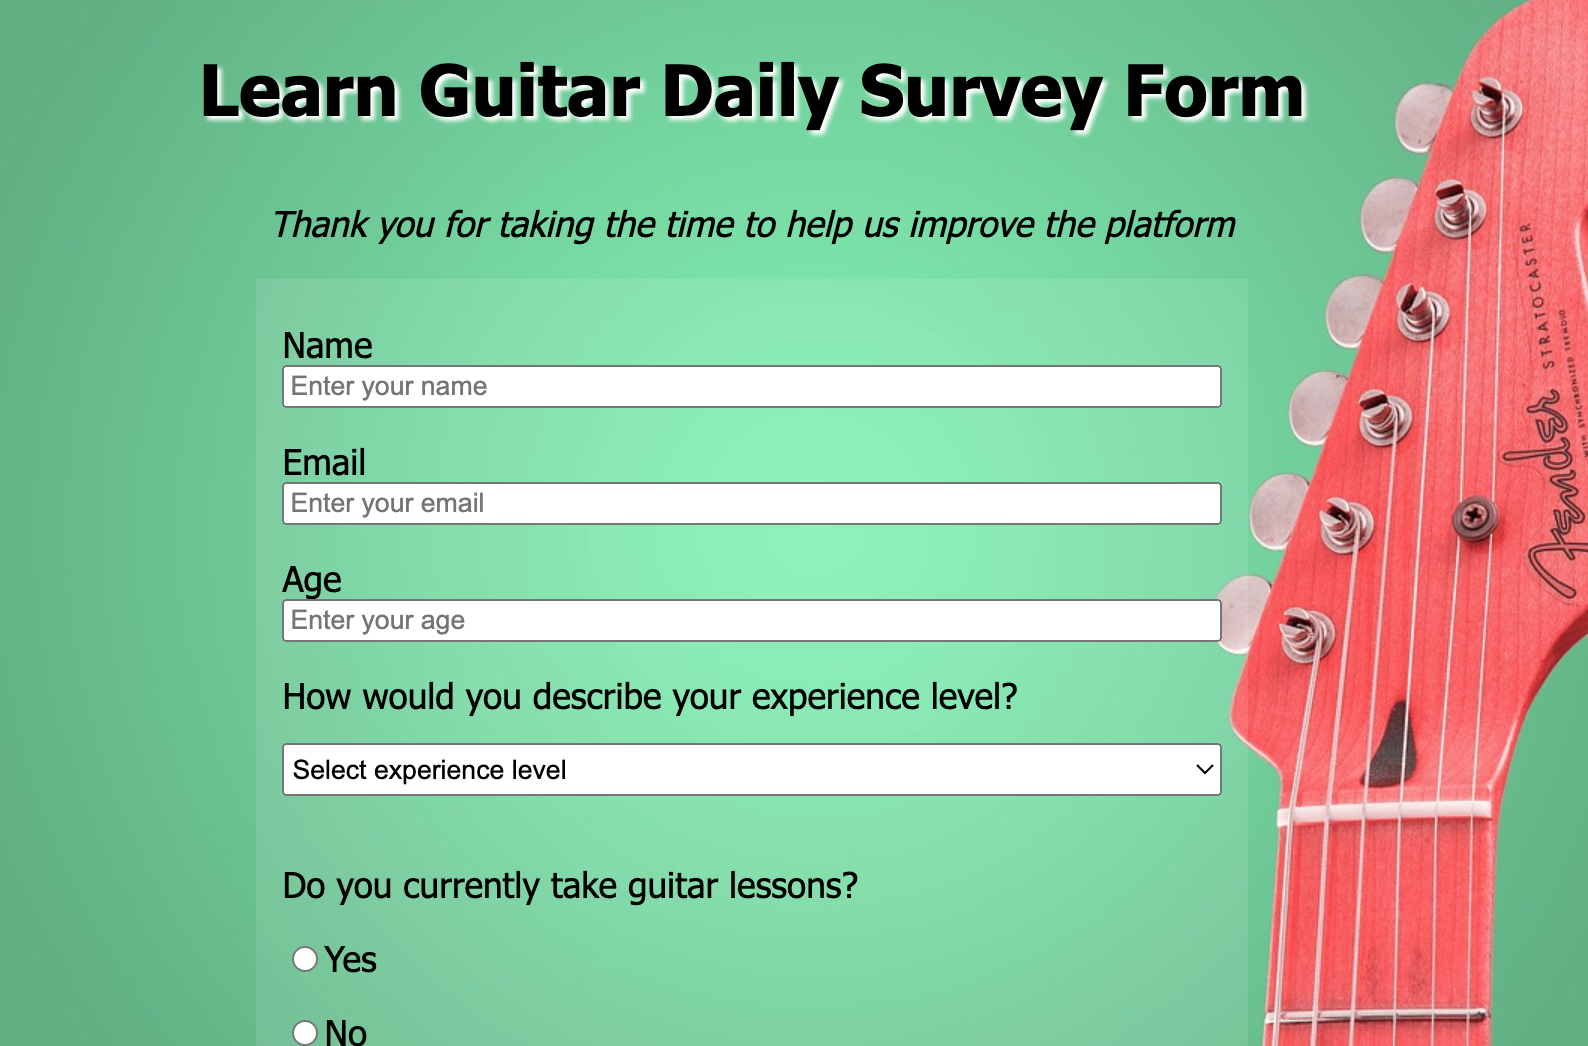 Learn Guitar Daily Survey Form
Thank you for taking the time to help us improve the platform
Name
Enter your name
Email
Enter your email
Age
Enter your age
How would you describe your experience level?
Select experience level
Do you currently take guitar lessons?
Yes
No
Fender STRATOCASTER
WITH SYNCHRONIZED TREMOLO